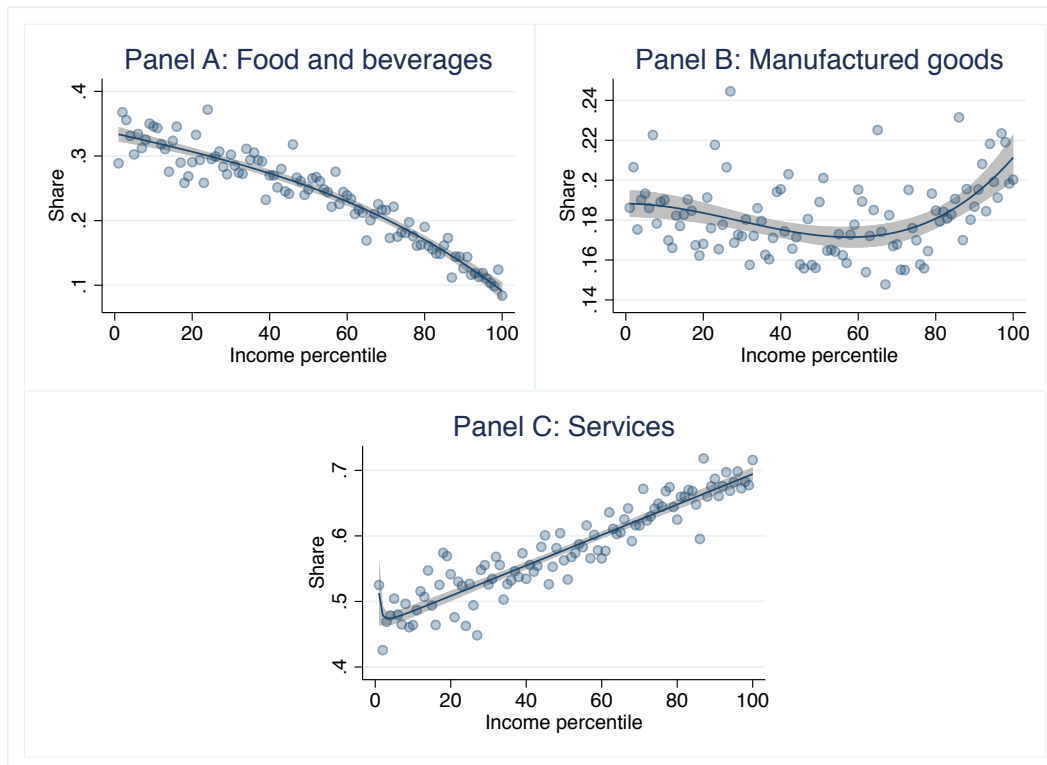 Panel A: Food and beverages
.4
.3
.2
.1
Share
0 20 40 60 80 100
Income percentile
Panel B: Manufactured goods
.24
.22
.2
.18
.16
.14
Share
0 20 40 60 80 100
Income percentile
Panel C: Services
.7
.6
.5
.4
Share
0 20 40 60 80 100
Income percentile